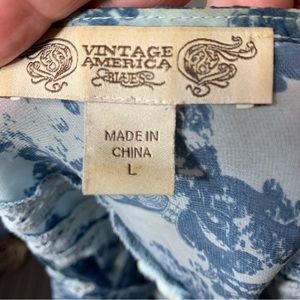 VINTAGE
AMERICA
BLUES
MADE IN
CHINA
L